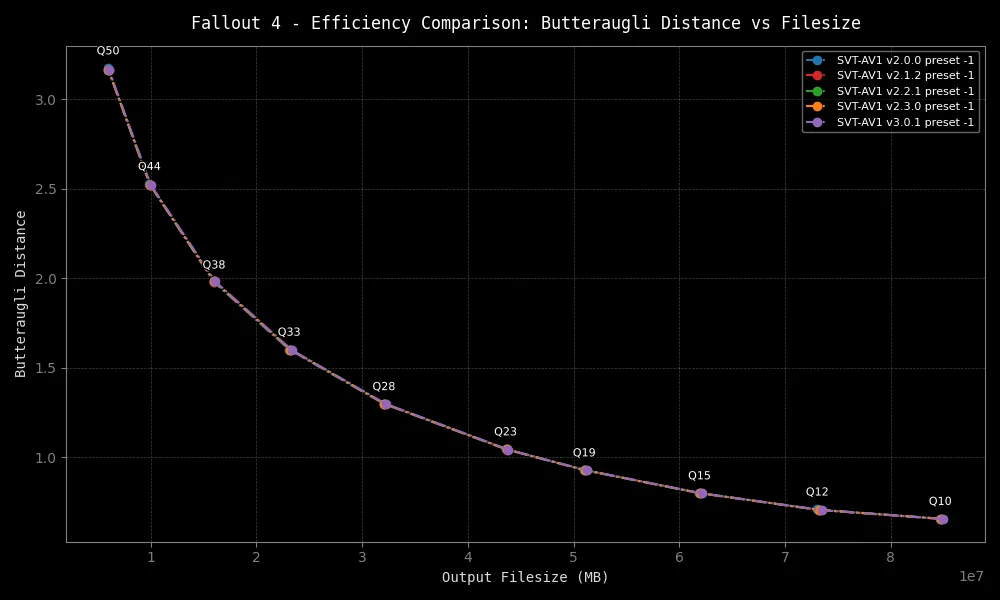 Fallout 4 - Efficiency Comparison: Butteraugli Distance vs Filesize
SVT-AV1 v2.0.0 preset -1
SVT-AV1 v2.1.2 preset -1
SVT-AV1 v2.2.1 preset -1
SVT-AV1 v2.3.0 preset -1
SVT-AV1 v3.0.1 preset -1
Q50
Q44
Q38
Q33
Q28
Q23
Q19
Q15
Q12
Q10
Butteraugli Distance
3.0
2.5
2.0
1.5
1.0
1 2 3 4 5 6 7 8
1e7
Output Filesize (MB)